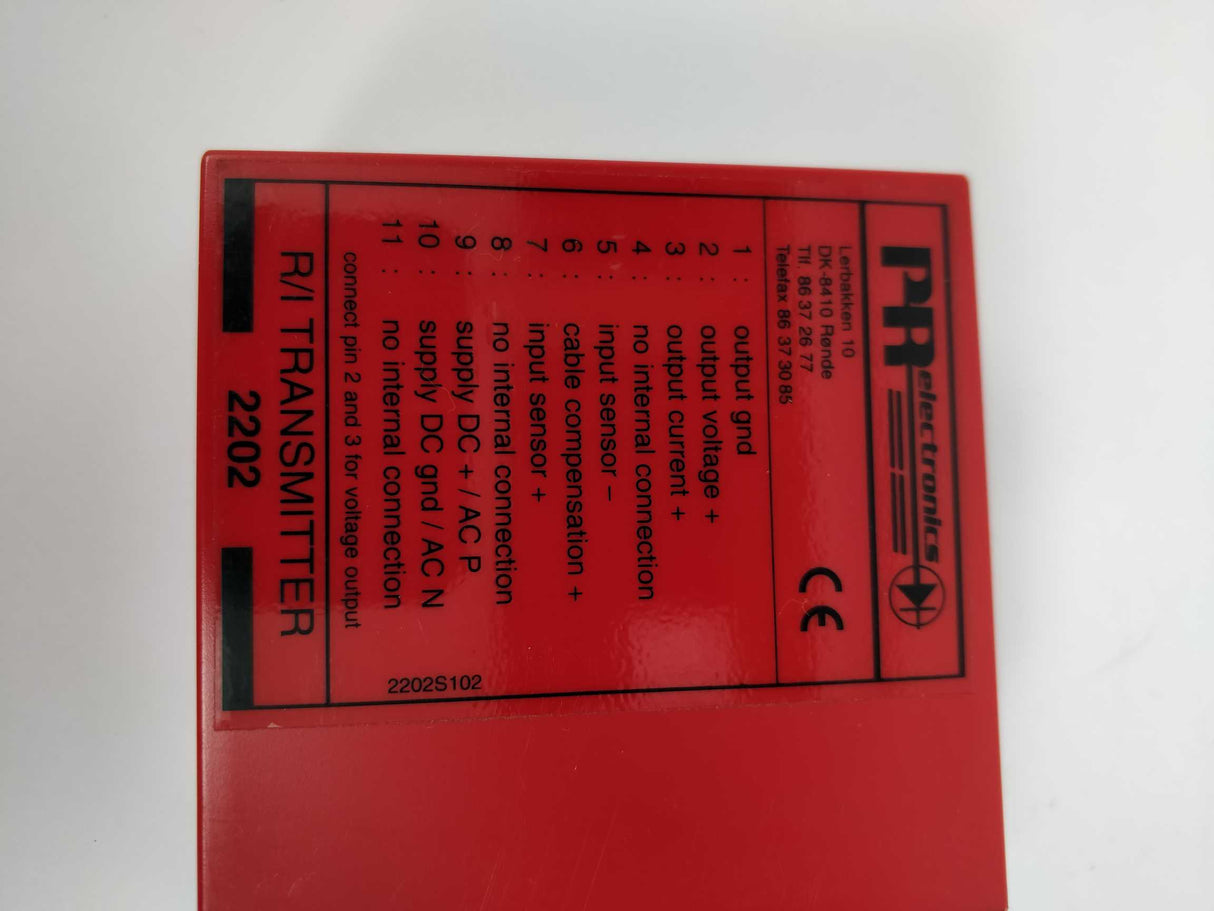 PR electronics
Lerbakken 10
DK-8410 Rønde
Tlf. 86 37 26 77
Telefax 86 37 30 85
CE
1 : output gnd
2 : output voltage +
3 : output current +
4 : no internal connection
5 : input sensor –
6 : cable compensation +
7 : input sensor +
8 : no internal connection
9 : supply DC + / AC P
10 : supply DC gnd / AC N
11 : no internal connection
2202S102
connect pin 2 and 3 for voltage output
R/I TRANSMITTER
2202